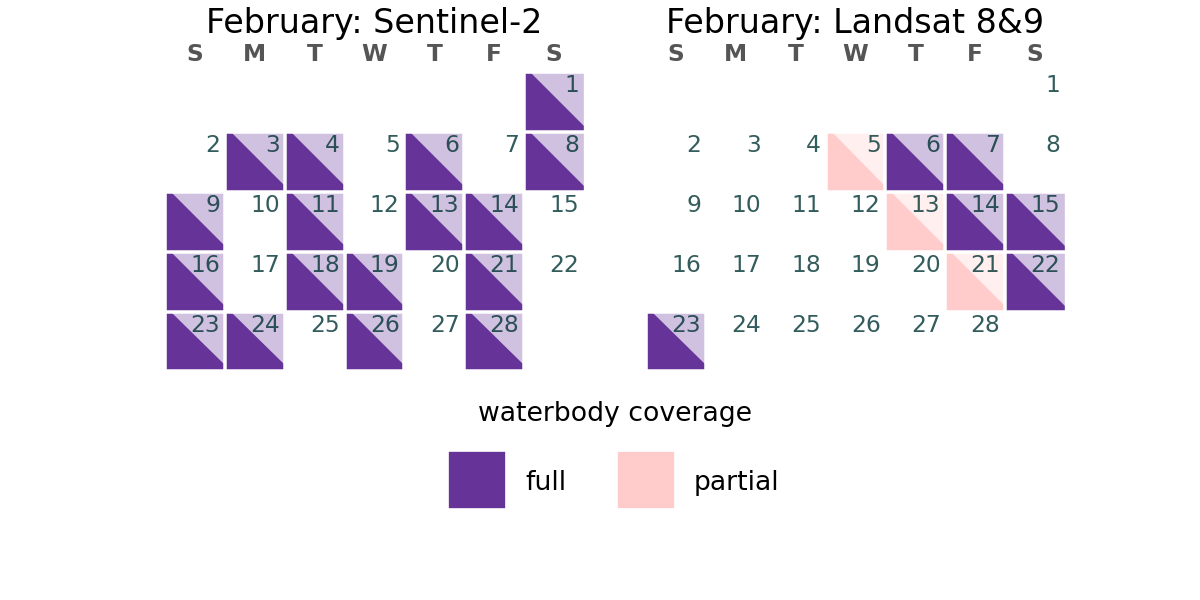 February: Sentinel-2
S M T W T F S
1
2 3 4 5 6 7 8
9 10 11 12 13 14 15
16 17 18 19 20 21 22
23 24 25 26 27 28
February: Landsat 8&9
S M T W T F S
1
2 3 4 5 6 7 8
9 10 11 12 13 14 15
16 17 18 19 20 21 22
23 24 25 26 27 28
waterbody coverage
full
partial